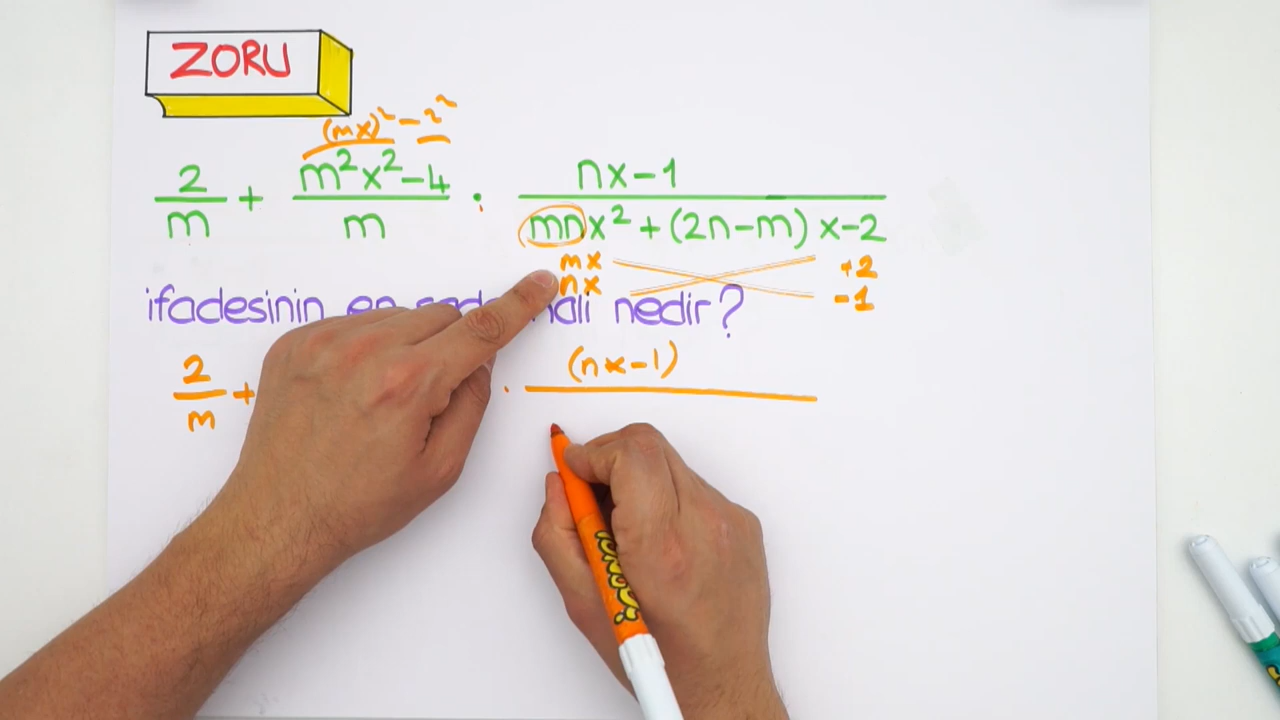 ZORU
(mx)² - 2²
2/m + m²x²-4/m · nx-1/mnx² + (2n-m)x-2
mx +2
nx -1
ifadesinin en hali nedir?
2/m + · (nx-1)